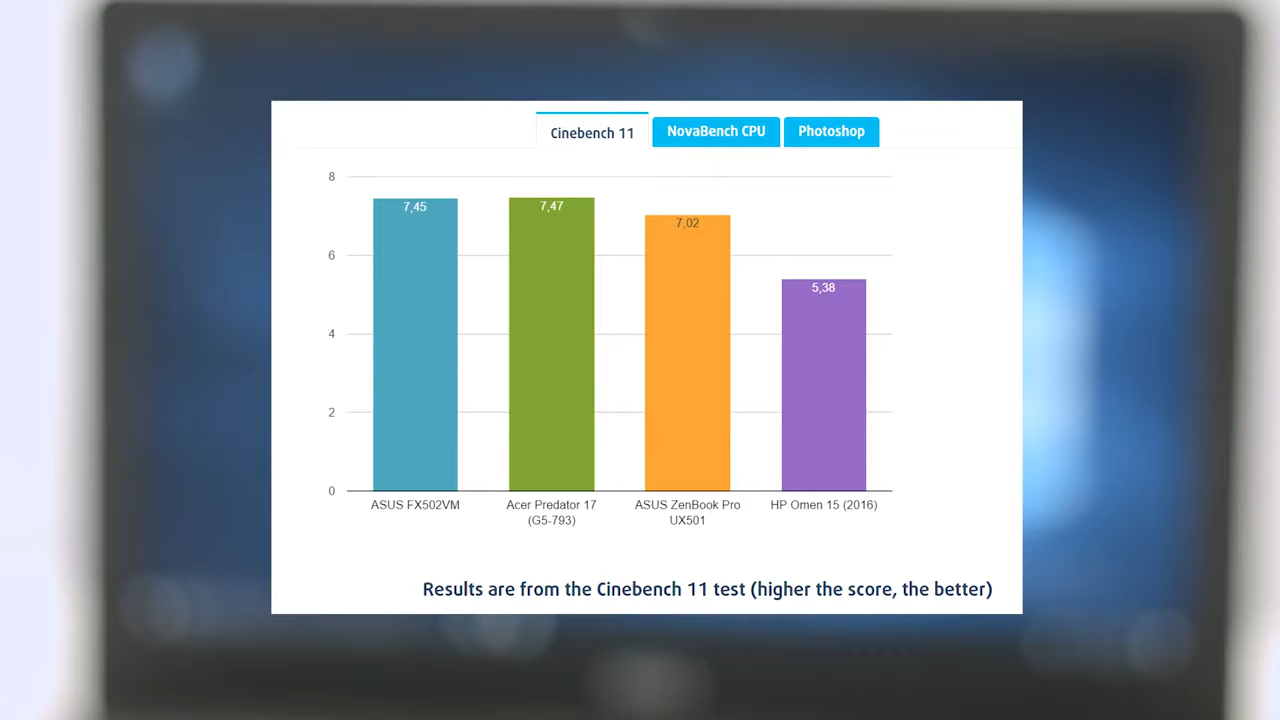 Cinebench 11 NovaBench CPU Photoshop
8
7,45 7,47 7,02 5,38
6
4
2
0
ASUS FX502VM Acer Predator 17 ASUS ZenBook Pro HP Omen 15 (2016)
(G5-793) UX501
Results are from the Cinebench 11 test (higher the score, the better)